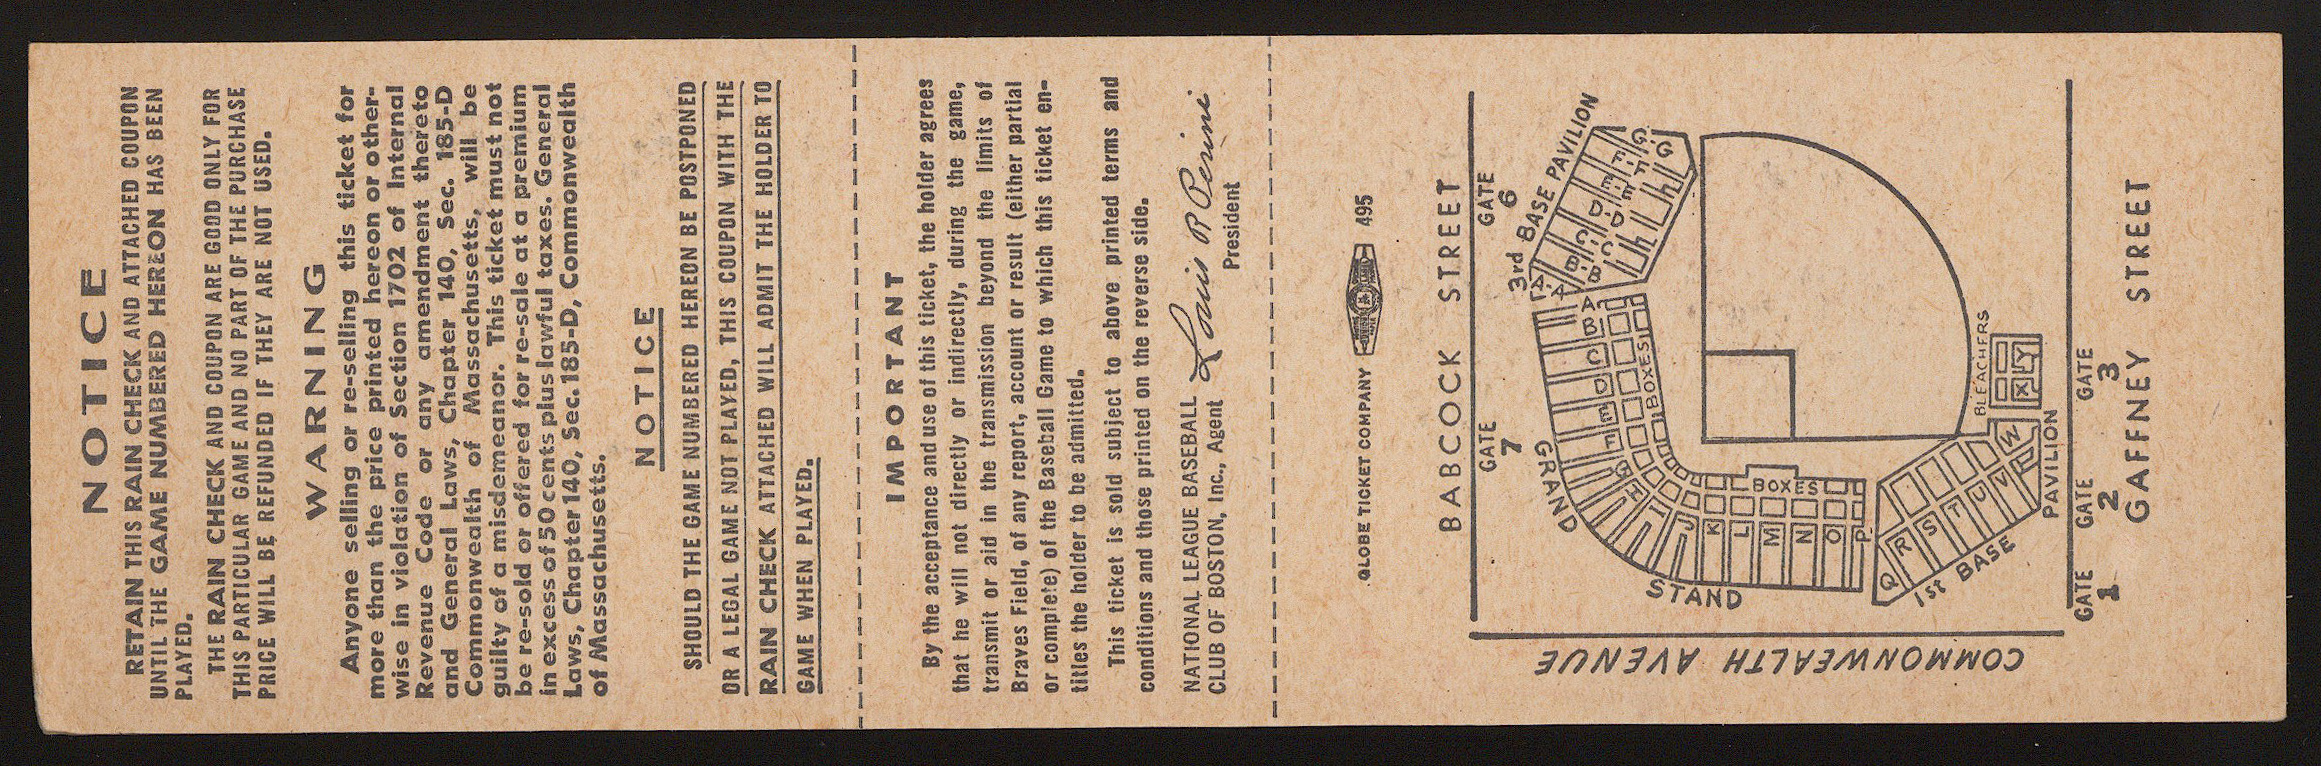 NOTICE
RETAIN THIS RAIN CHECK AND ATTACHED COUPON
UNTIL THE GAME NUMBERED HEREON HAS BEEN
PLAYED.
THE RAIN CHECK AND COUPON ARE GOOD ONLY FOR
THIS PARTICULAR GAME AND NO PART OF THE PURCHASE
PRICE WILL BE REFUNDED IF THEY ARE NOT USED.
WARNING
Anyone selling or re-selling this ticket for
more than the price printed hereon or other-
wise in violation of Section 1702 of Internal
Revenue Code or any amendment thereto
and General Laws, Chapter 140, Sec. 185-D
Commonwealth of Massachusetts, will be
guilty of a misdemeanor. This ticket must not
be re-sold or offered for re-sale at a premium
in excess of 50 cents plus lawful taxes. General
Laws, Chapter 140, Sec. 185-D, Commonwealth
of Massachusetts.
NOTICE
SHOULD THE GAME NUMBERED HEREON BE POSTPONED
OR A LEGAL GAME NOT PLAYED, THIS COUPON WITH THE
RAIN CHECK ATTACHED WILL ADMIT THE HOLDER TO
GAME WHEN PLAYED.
IMPORTANT
By the acceptance and use of this ticket, the holder agrees
that he will not directly or indirectly, during the game,
transmit or aid in the transmission beyond the limits of
Braves Field, of any report, account or result (either partial
or complete) of the Baseball Game to which this ticket en-
titles the holder to be admitted.
This ticket is sold subject to above printed terms and
conditions and those printed on the reverse side.
NATIONAL LEAGUE BASEBALL
CLUB OF BOSTON, Inc., Agent
Louis R Perini
President
GLOBE TICKET COMPANY 495
BABCOCK STREET
GATE 7
GATE 6
3rd BASE PAVILION
A-A B-B C-C D-D E-E F-F G-G
GRAND STAND
A B C D E F G H I J K L M N O P
BOXES
BOXES
Q R S T U V W
1st BASE PAVILION
BLEACHERS
X Y
GATE 1
GATE 2
GATE 3
GAFFNEY STREET
COMMONWEALTH AVENUE